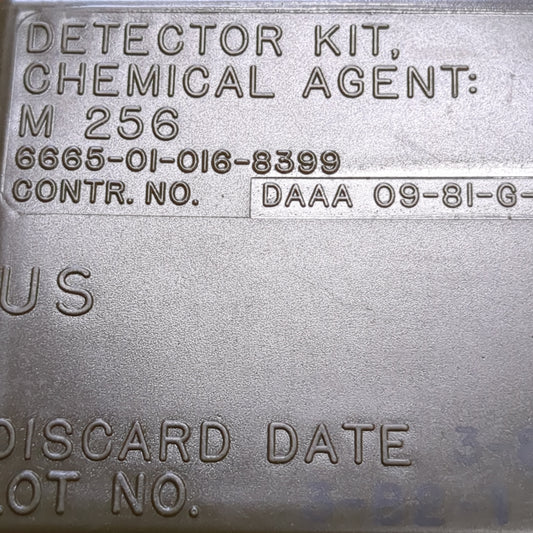 DETECTOR KIT,
CHEMICAL AGENT:
M 256
6665-01-016-8399
CONTR. NO. DAAA 09-81-G-
US
DISCARD DATE
LOT NO.